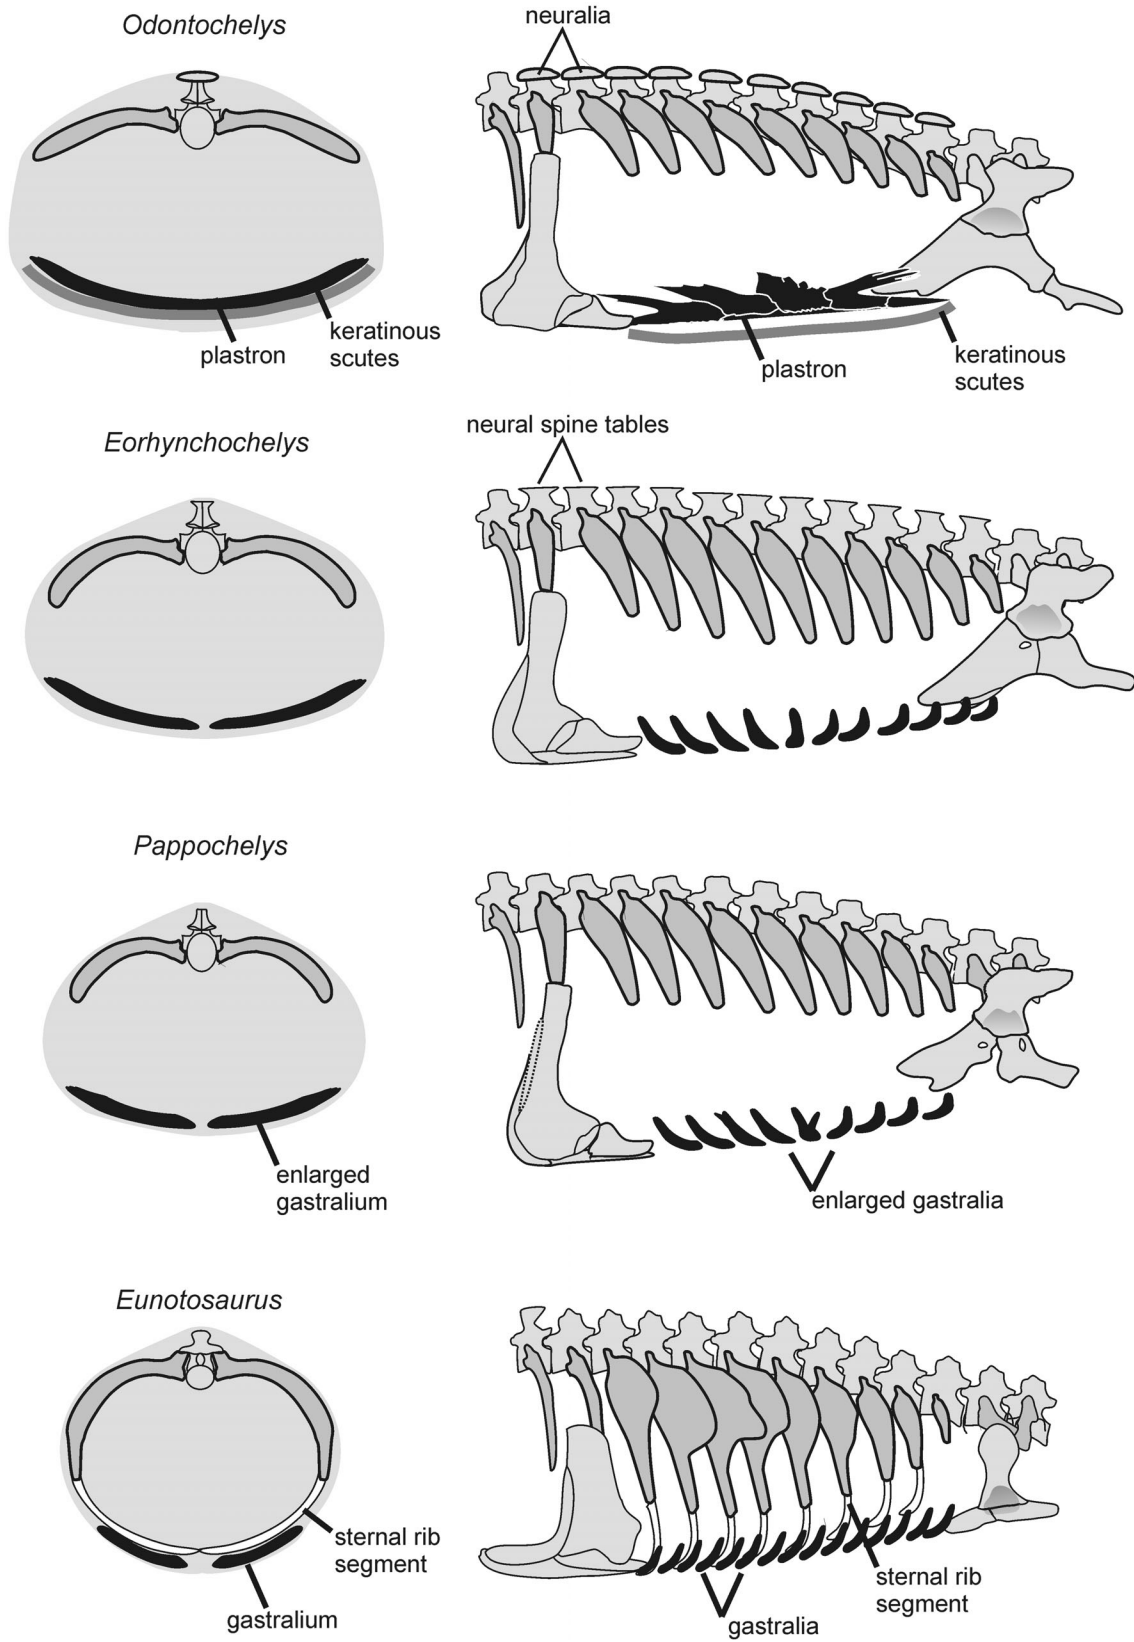 Odontochelys
neuralia
plastron
keratinous
scutes
plastron
keratinous
scutes
Eorhynchochelys
neural spine tables
Pappochelys
enlarged
gastralium
enlarged gastralia
Eunotosaurus
sternal rib
segment
gastralium
gastralia
sternal rib
segment